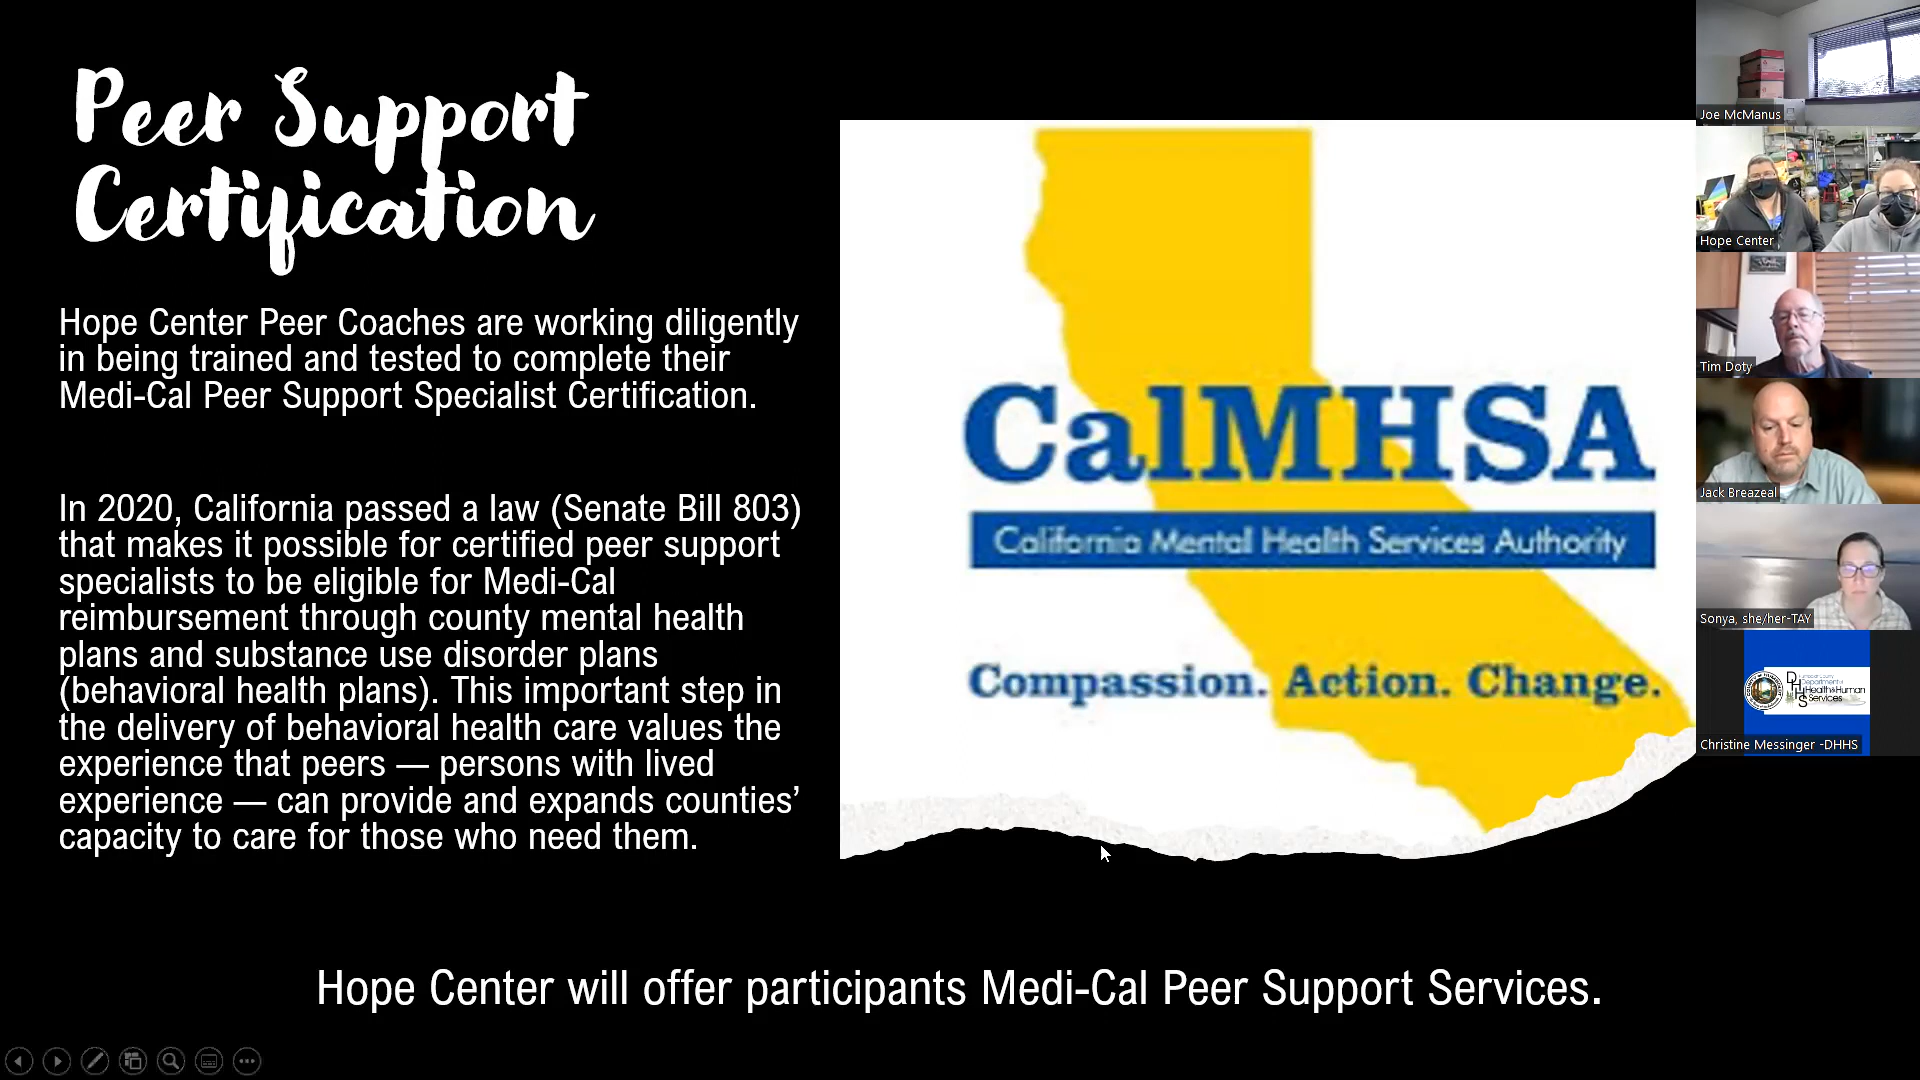 Peer Support
Certification
Hope Center Peer Coaches are working diligently
in being trained and tested to complete their
Medi-Cal Peer Support Specialist Certification.
In 2020, California passed a law (Senate Bill 803)
that makes it possible for certified peer support
specialists to be eligible for Medi-Cal
reimbursement through county mental health
plans and substance use disorder plans
(behavioral health plans). This important step in
the delivery of behavioral health care values the
experience that peers — persons with lived
experience — can provide and expands counties’
capacity to care for those who need them.
CalMHSA
California Mental Health Services Authority
Compassion. Action. Change.
Hope Center will offer participants Medi-Cal Peer Support Services.
Joe McManus
Hope Center
Tim Doty
Jack Breazeal
Sonya, she/her-TAY
DHHS
Department of
Health & Human
Services
Christine Messinger -DHHS